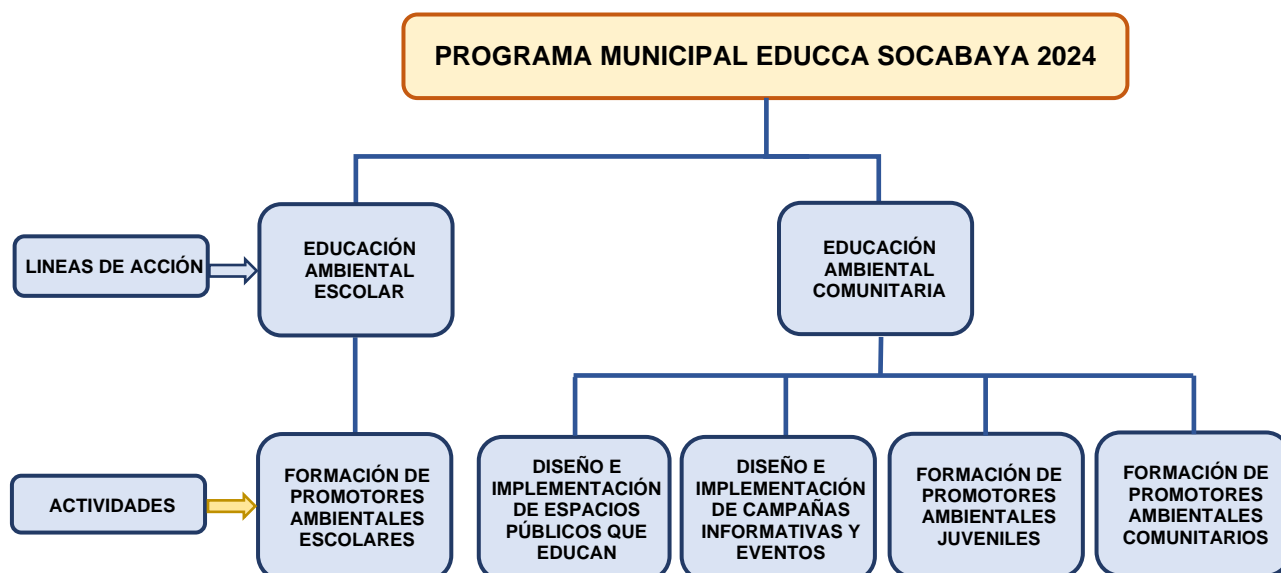 PROGRAMA MUNICIPAL EDUCCA SOCABAYA 2024
LINEAS DE ACCIÓN
EDUCACIÓN
AMBIENTAL
ESCOLAR
EDUCACIÓN
AMBIENTAL
COMUNITARIA
ACTIVIDADES
FORMACIÓN DE
PROMOTORES
AMBIENTALES
ESCOLARES
DISEÑO E
IMPLEMENTACIÓN
DE ESPACIOS
PÚBLICOS QUE
EDUCAN
DISEÑO E
IMPLEMENTACIÓN
DE CAMPAÑAS
INFORMATIVAS Y
EVENTOS
FORMACIÓN DE
PROMOTORES
AMBIENTALES
JUVENILES
FORMACIÓN DE
PROMOTORES
AMBIENTALES
COMUNITARIOS